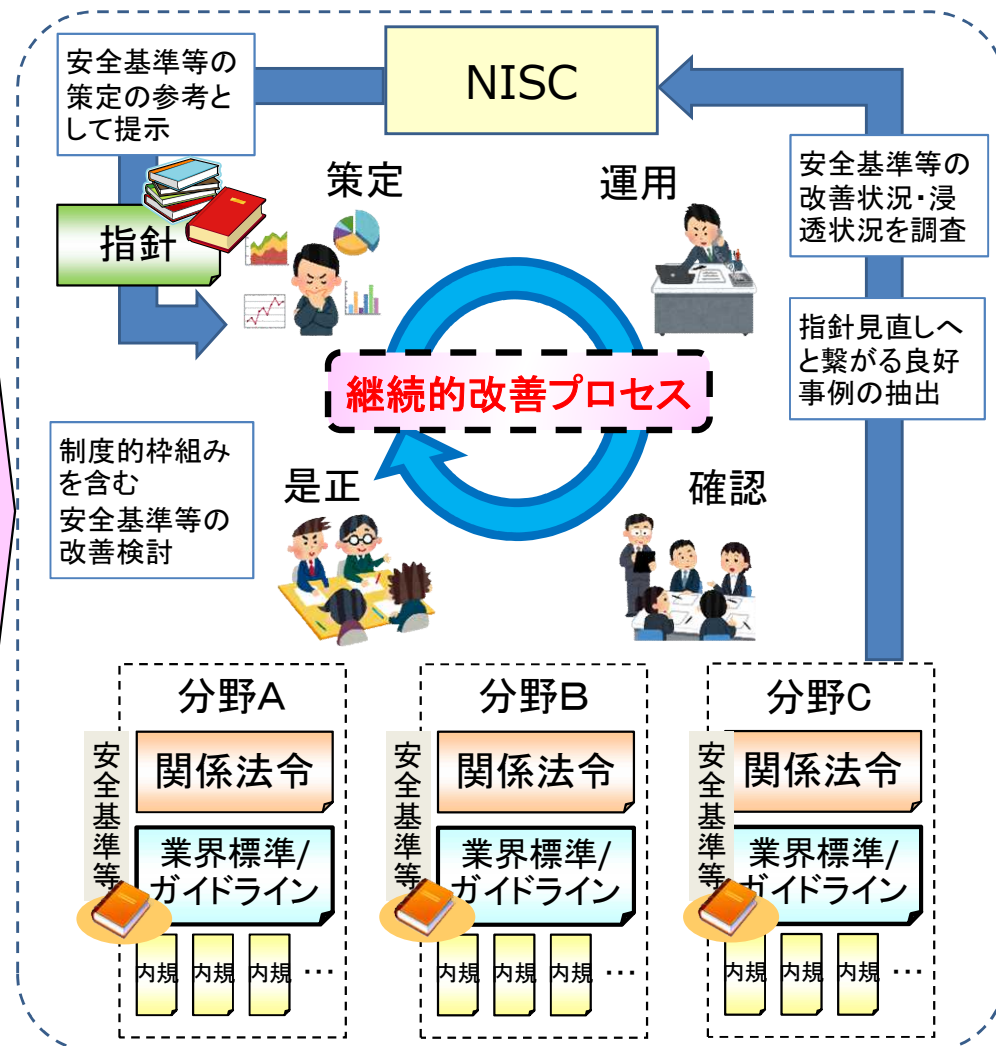 安全基準等の
策定の参考と
して提示
NISC
指針
策定
運用
安全基準等の
改善状況・浸
透状況を調査
指針見直しへ
と繋がる良好
事例の抽出
継続的改善プロセス
制度的枠組み
を含む
安全基準等の
改善検討
是正
確認
分野A
安全基準等
関係法令
業界標準/
ガイドライン
内規 内規 内規 …
分野B
安全基準等
関係法令
業界標準/
ガイドライン
内規 内規 内規 …
分野C
安全基準等
関係法令
業界標準/
ガイドライン
内規 内規 内規 …